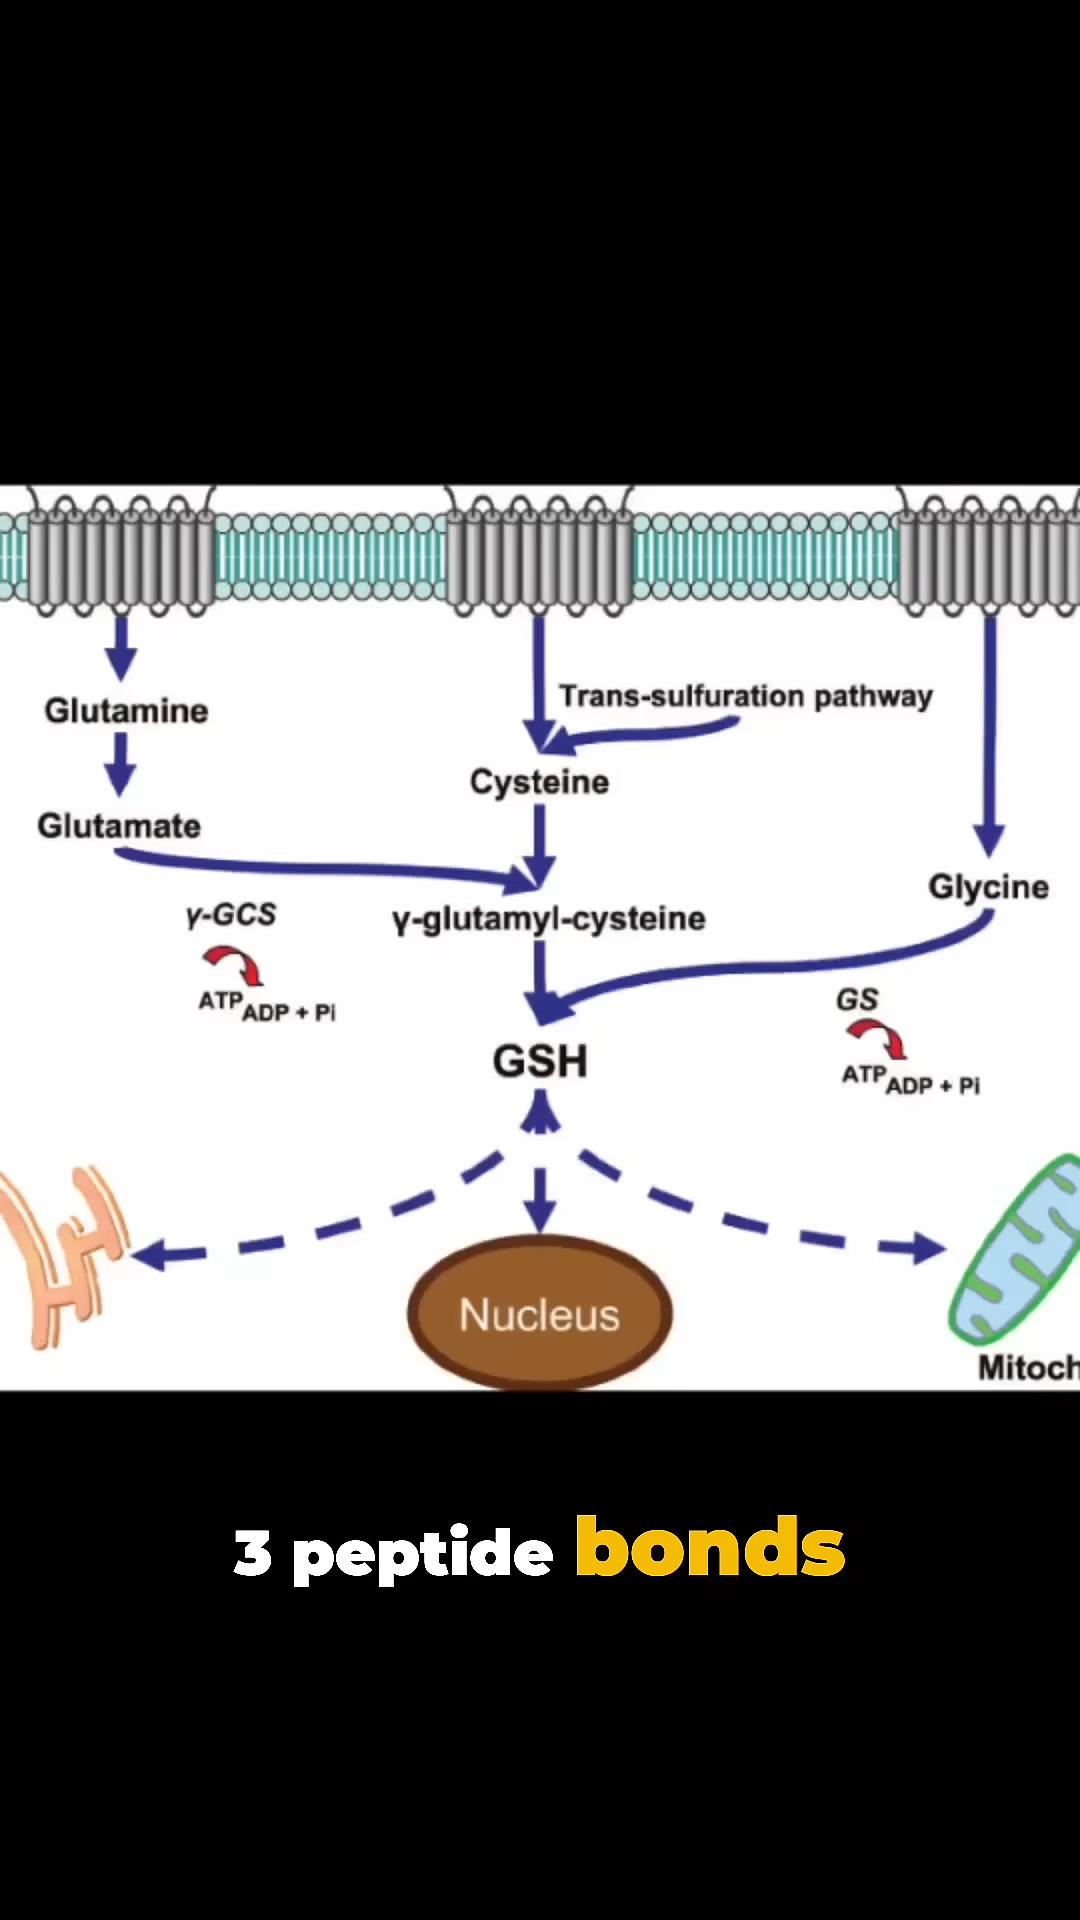 Glutamine
Trans-sulfuration pathway
Cysteine
Glutamate
Glycine
γ-GCS
γ-glutamyl-cysteine
ATP
ADP + Pi
GS
ATP
ADP + Pi
GSH
Nucleus
Mitoch
3 peptide bonds